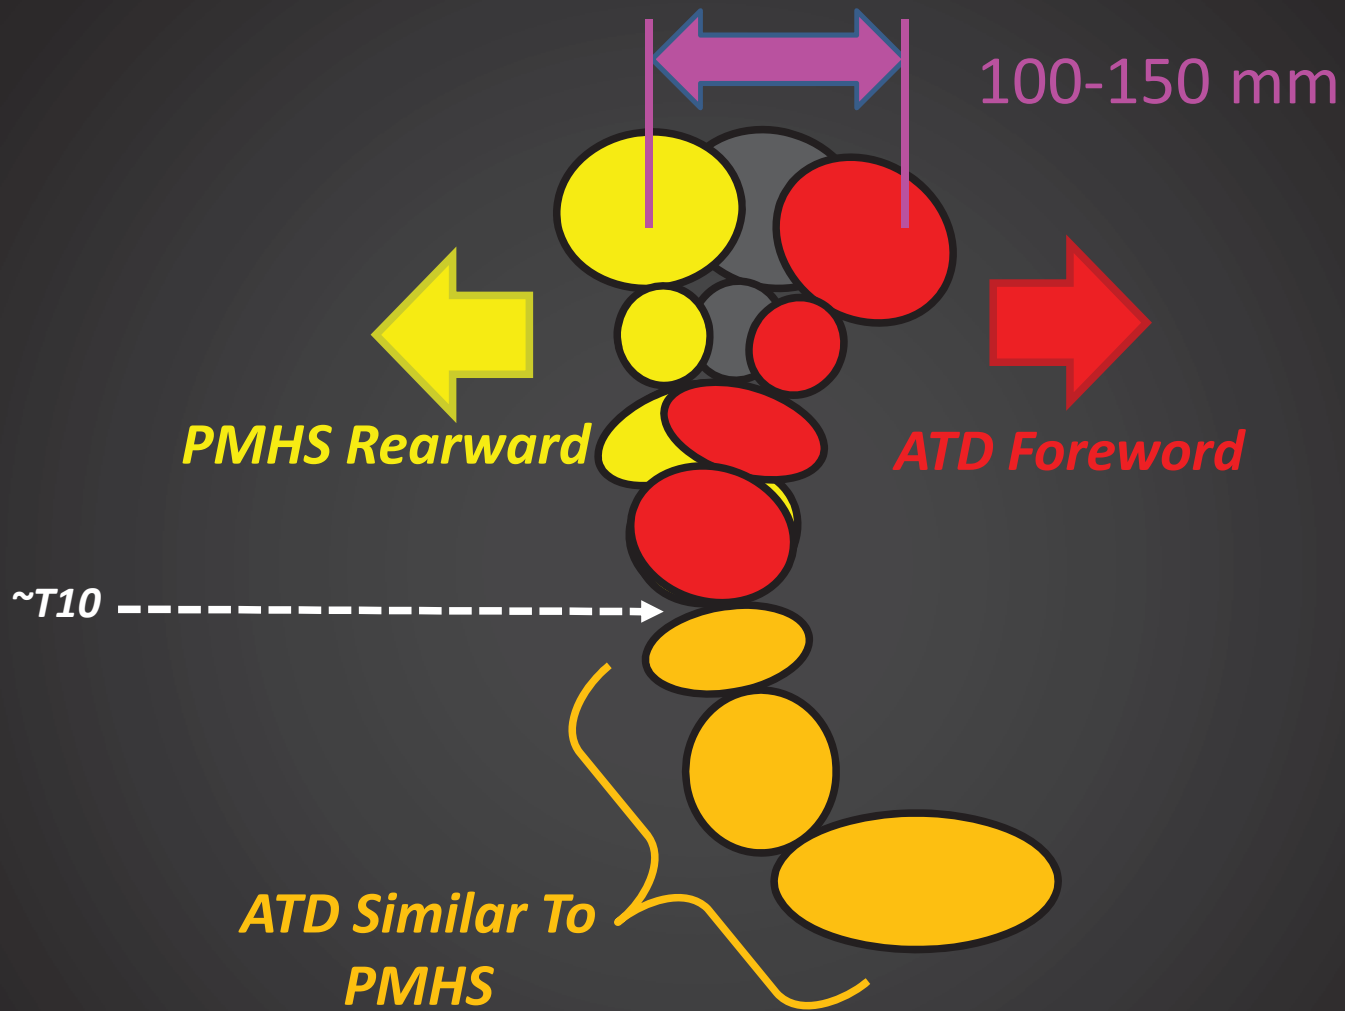 100-150 mm
PMHS Rearward
ATD Foreword
~T10
ATD Similar To
PMHS